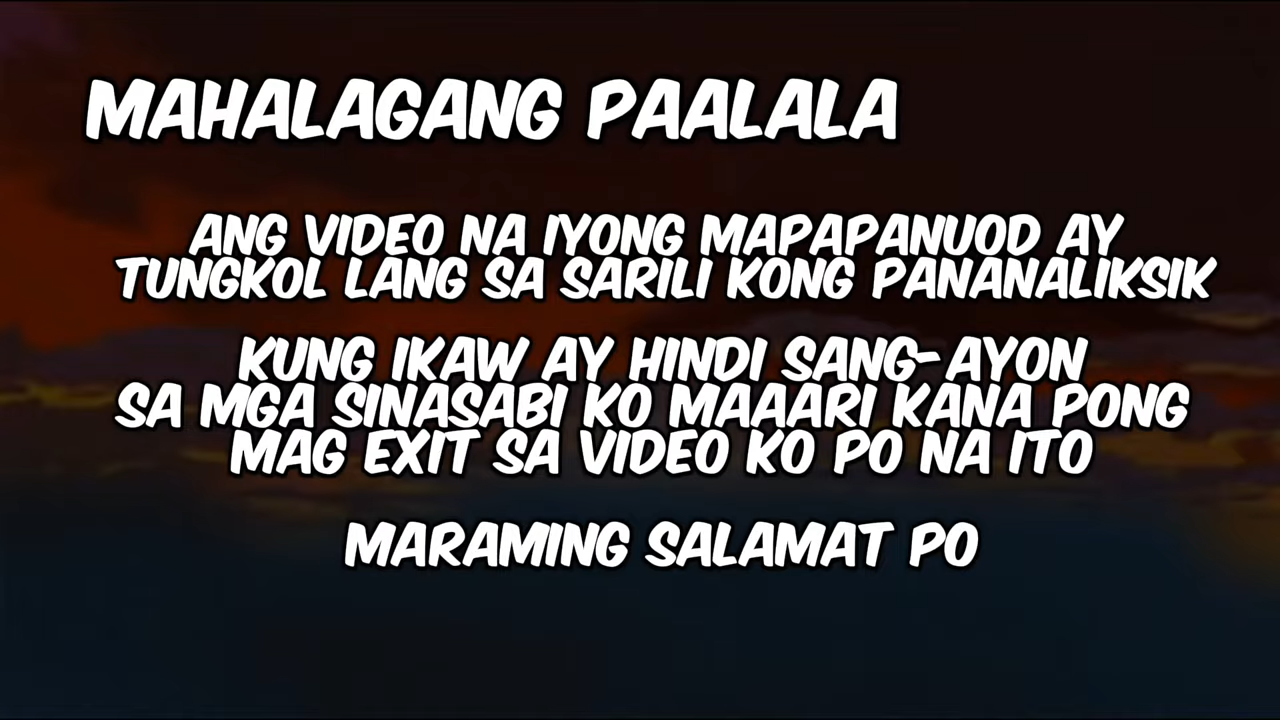 MAHALAGANG PAALALA
ANG VIDEO NA IYONG MAPAPANUOD AY
TUNGKOL LANG SA SARILI KONG PANANALIKSIK
KUNG IKAW AY HINDI SANG-AYON
SA MGA SINASABI KO MAAARI KANA PONG
MAG EXIT SA VIDEO KO PO NA ITO
MARAMING SALAMAT PO